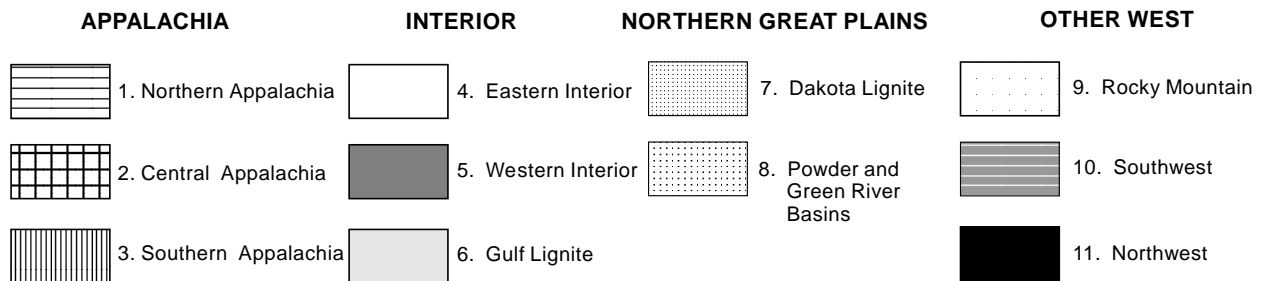 APPALACHIA
1. Northern Appalachia
2. Central Appalachia
3. Southern Appalachia
INTERIOR
4. Eastern Interior
5. Western Interior
6. Gulf Lignite
NORTHERN GREAT PLAINS
7. Dakota Lignite
8. Powder and
Green River
Basins
OTHER WEST
9. Rocky Mountain
10. Southwest
11. Northwest